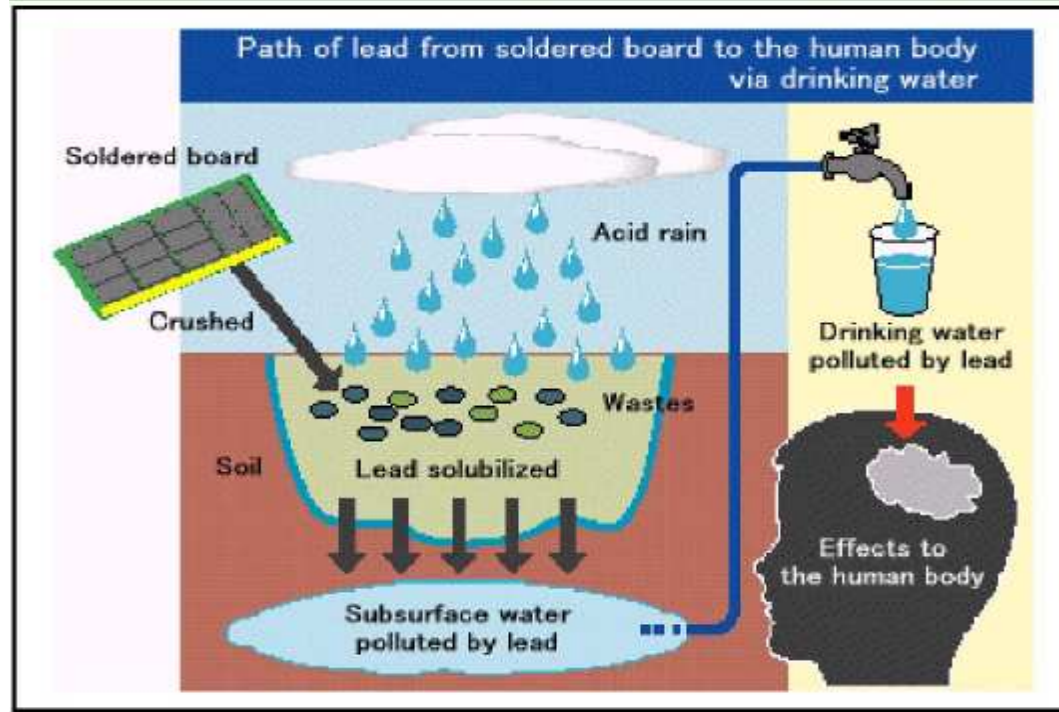 Path of lead from soldered board to the human body
via drinking water
Soldered board
Acid rain
Crushed
Drinking water
polluted by lead
Wastes
Soil
Lead solubilized
Effects to
the human body
Subsurface water
polluted by lead